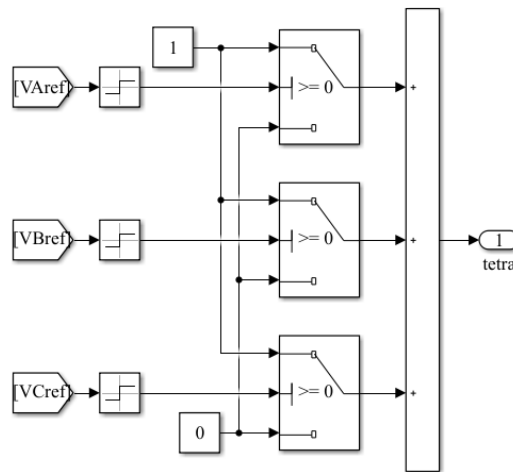 1
[VAref]
>= 0
+
[VBref]
>= 0
+
1
tetra
[VCref]
>= 0
+
0